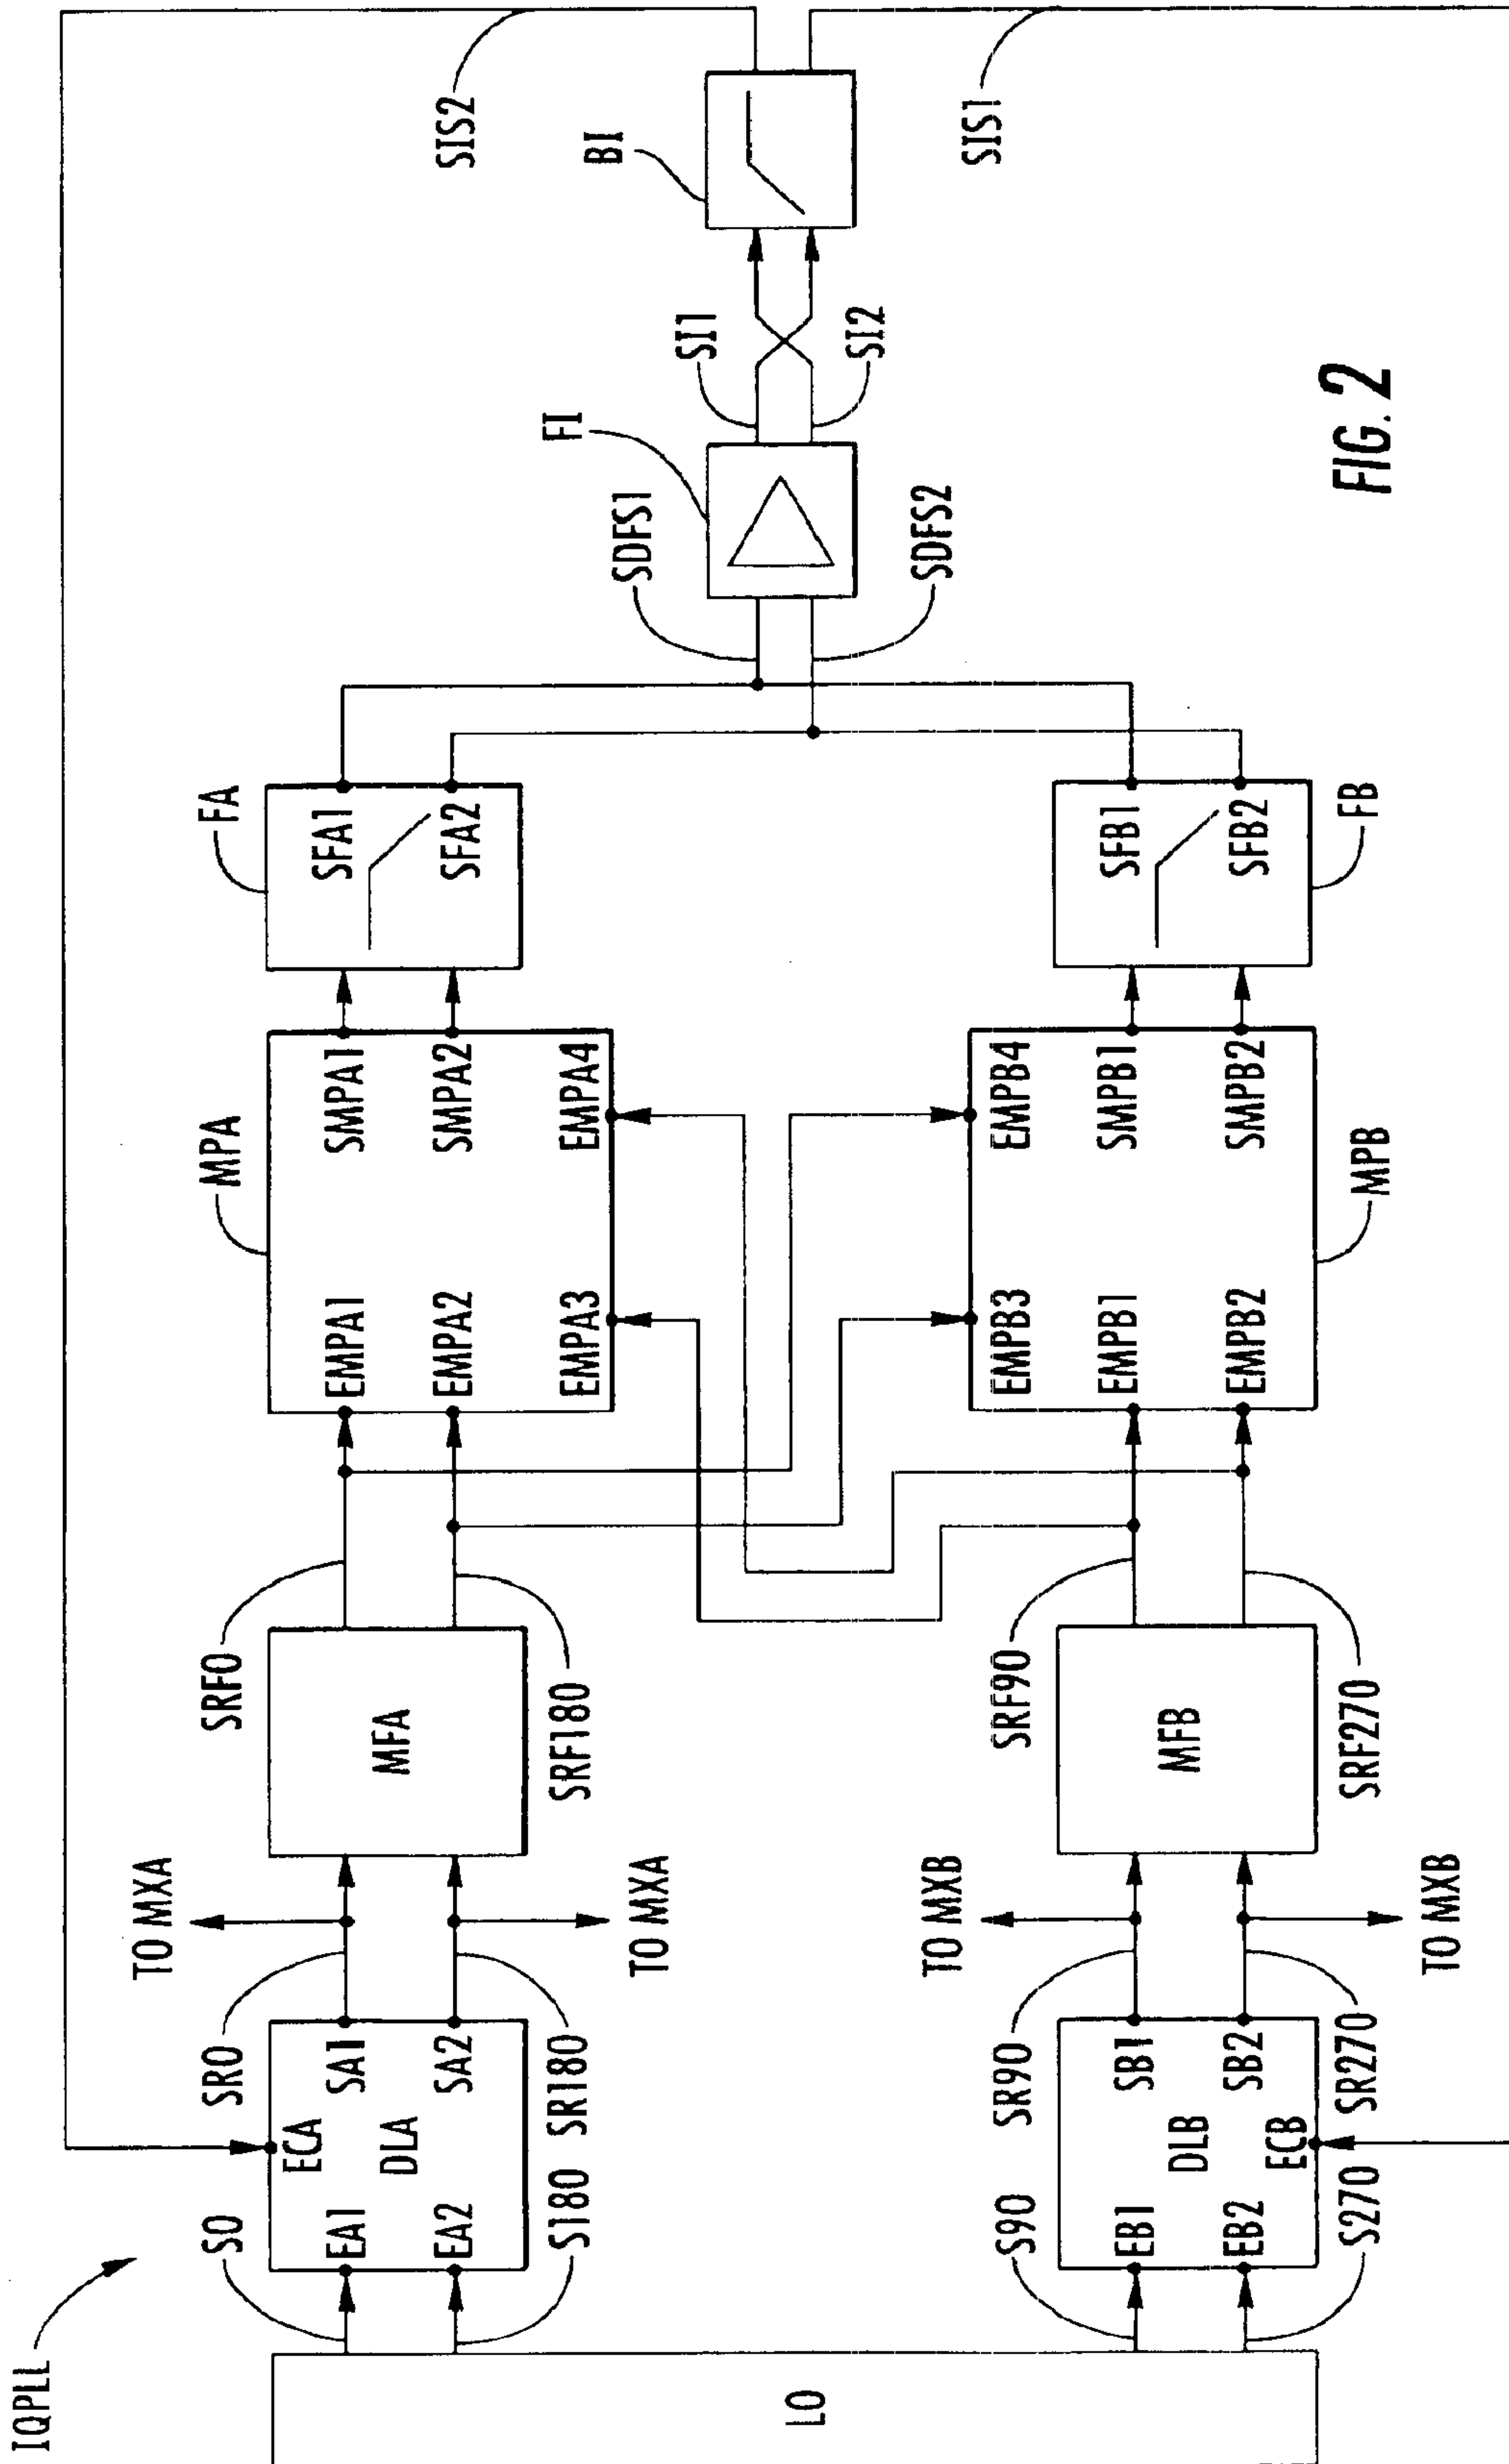 IQPLL
LO
S0
S180
EA1
EA2
ECA
DLA
SA1
SA2
SR0
SR180
TO MXA
TO MXA
MFA
SRF0
SRF180
EMPA1
EMPA2
EMPA3
SMPA1
SMPA2
EMPA4
MPA
FA
SFA1
SFA2
S90
S270
EB1
EB2
DLB
ECB
SB1
SB2
SR90
SR270
TO MXB
TO MXB
MFB
SRF90
SRF270
EMPB3
EMPB1
EMPB2
EMPB4
SMPB1
SMPB2
MPB
SFB1
SFB2
FB
SDFS1
SDFS2
FI
SI1
SI2
BI
SIS2
SIS1
FIG. 2